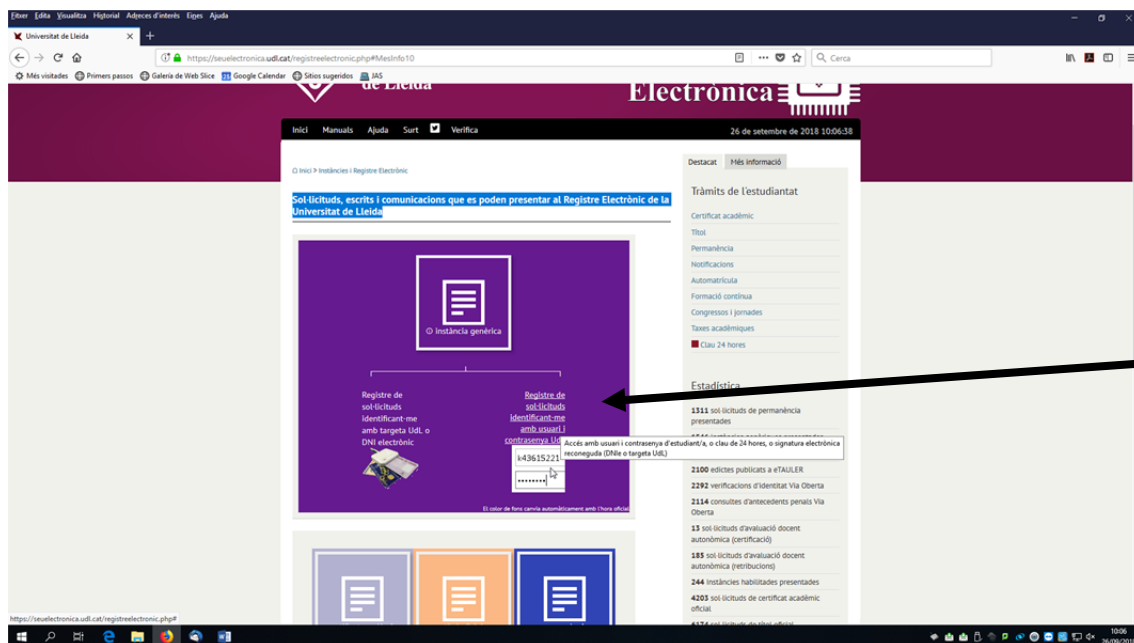 Fitxer Edita Visualitza Historial Adreces d'interès Eines Ajuda
Universitat de Lleida
https://seuelectronica.udl.cat/registreelectronic.php#MesInfo10
Cerca
Més visitades Primers passos Galería de Web Slice Google Calendar Sitios sugeridos JAS
de Lleida
Electrònica
Inici Manuals Ajuda Surt Verifica
26 de setembre de 2018 10:06:38
Inici > Instàncies i Registre Electrònic
Sol·licituds, escrits i comunicacions que es poden presentar al Registre Electrònic de la
Universitat de Lleida
instància genèrica
Registre de
sol·licituds
identificant-me
amb targeta UdL o
DNI electrònic
Registre de
sol·licituds
identificant-me
amb usuari i
contrasenya Ud
k43615221
Accés amb usuari i contrasenya d'estudiant/a, o clau de 24 hores, o signatura electrònica
reconeguda (DNIe o targeta UdL)
El color de fons canvia automàticament amb l'hora oficial
Destacat Més informació
Tràmits de l'estudiantat
Certificat acadèmic
Títol
Permanència
Notificacions
Automatrícula
Formació contínua
Congressos i jornades
Taxes acadèmiques
Clau 24 hores
Estadística
1311 sol·licituds de permanència
presentades
2100 edictes publicats a eTAULER
2292 verificacions d'identitat Via Oberta
2114 consultes d'antecedents penals Via
Oberta
13 sol·licituds d'avaluació docent
autonòmica (certificació)
185 sol·licituds d'avaluació docent
autonòmica (retribucions)
244 instàncies habilitades presentades
4203 sol·licituds de certificat acadèmic
oficial
https://seuelectronica.udl.cat/registreelectronic.php#
10:06